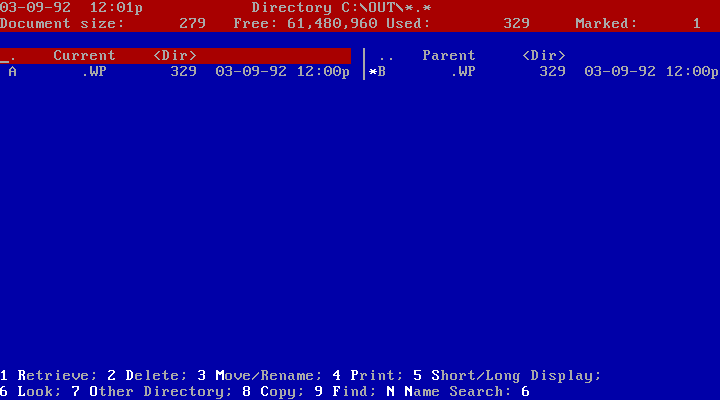 03-09-92  12:01p            Directory C:\OUT\*.*
Document size:      279   Free: 61,480,960 Used:       329     Marked:      1
.    Current    <Dir>                    │ ..   Parent     <Dir>
A       .WP       329  03-09-92 12:00p │*B       .WP       329  03-09-92 12:00p
1 Retrieve; 2 Delete; 3 Move/Rename; 4 Print; 5 Short/Long Display;
6 Look; 7 Other Directory; 8 Copy; 9 Find; N Name Search: 6